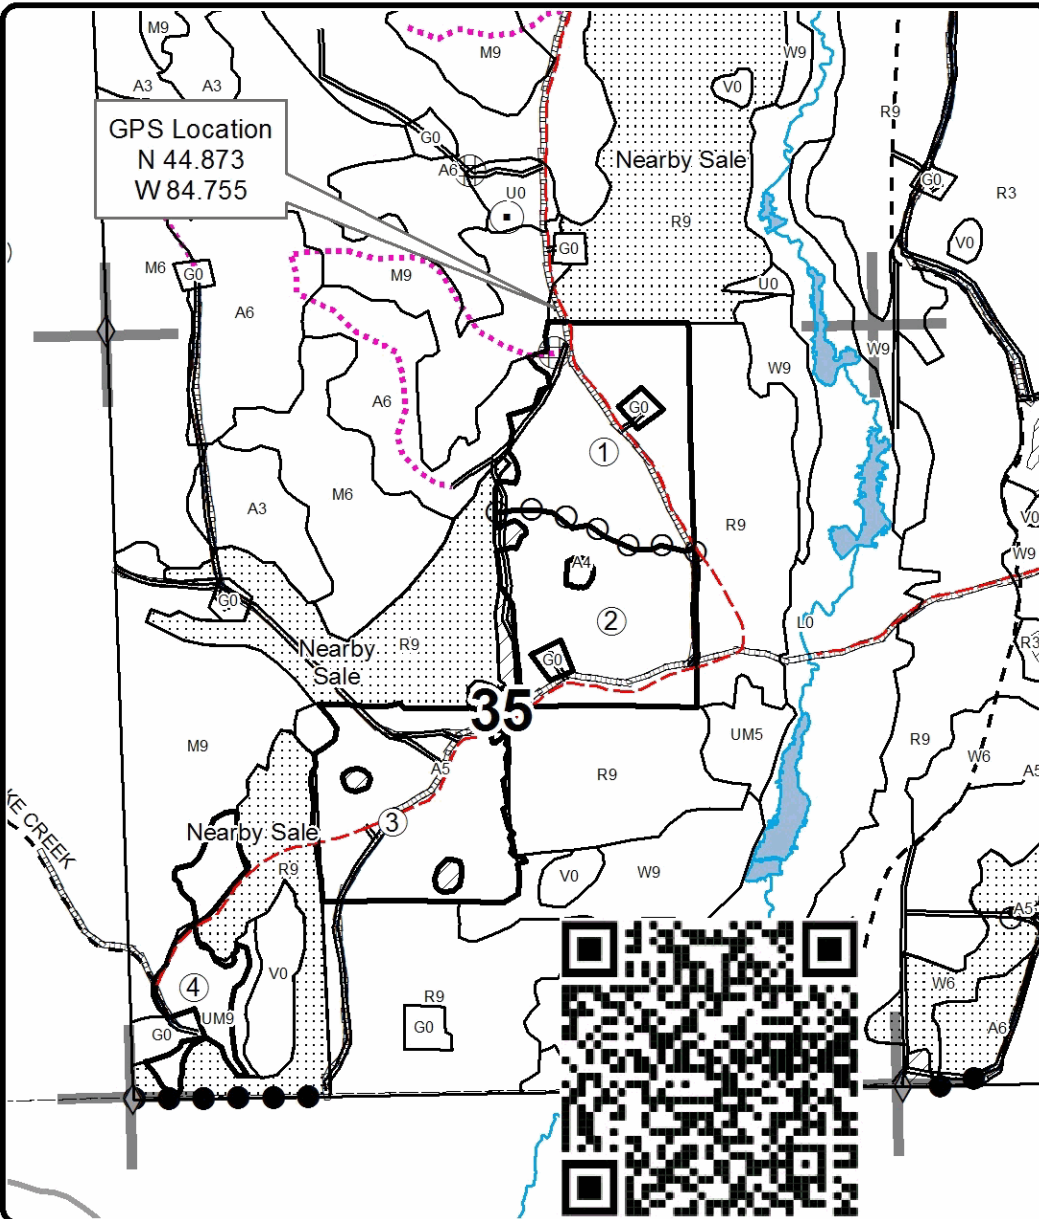 M9
M9
W9
A3
A3
V0
R9
GPS Location
N 44.873
W 84.755
G0
Nearby Sale
A6
G0
U0
R3
R9
G0
V0
M6
G0
M9
U0
A6
W9
W9
A6
G0
1
M6
A3
R9
V0
W9
A4
G0
2
L0
Nearby
Sale
R9
R3
G0
35
M9
UM5
R9
W6
A5
R9
A5
KE CREEK
3
Nearby Sale
R9
V0
W9
A5
V0
4
W6
R9
UM9
G0
G0
A6